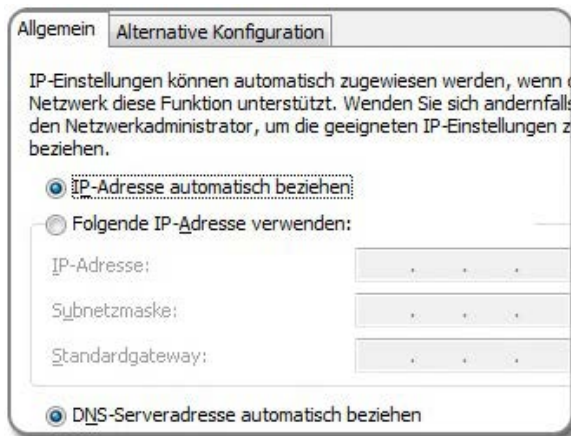 Allgemein
Alternative Konfiguration
IP-Einstellungen können automatisch zugewiesen werden, wenn
Netzwerk diese Funktion unterstützt. Wenden Sie sich andernfalls
den Netzwerkadministrator, um die geeigneten IP-Einstellungen z
beziehen.
IP-Adresse automatisch beziehen
Folgende IP-Adresse verwenden:
IP-Adresse:
Subnetzmaske:
Standardgateway:
DNS-Serveradresse automatisch beziehen